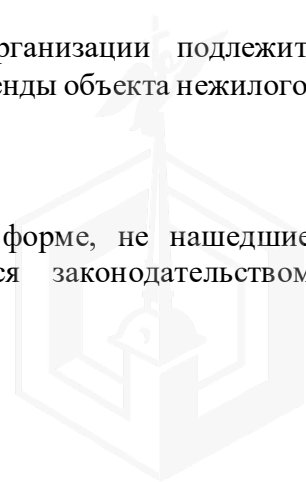 рганизации подлежит
енды объекта нежилого
форме, не нашедшие
ся законодательством